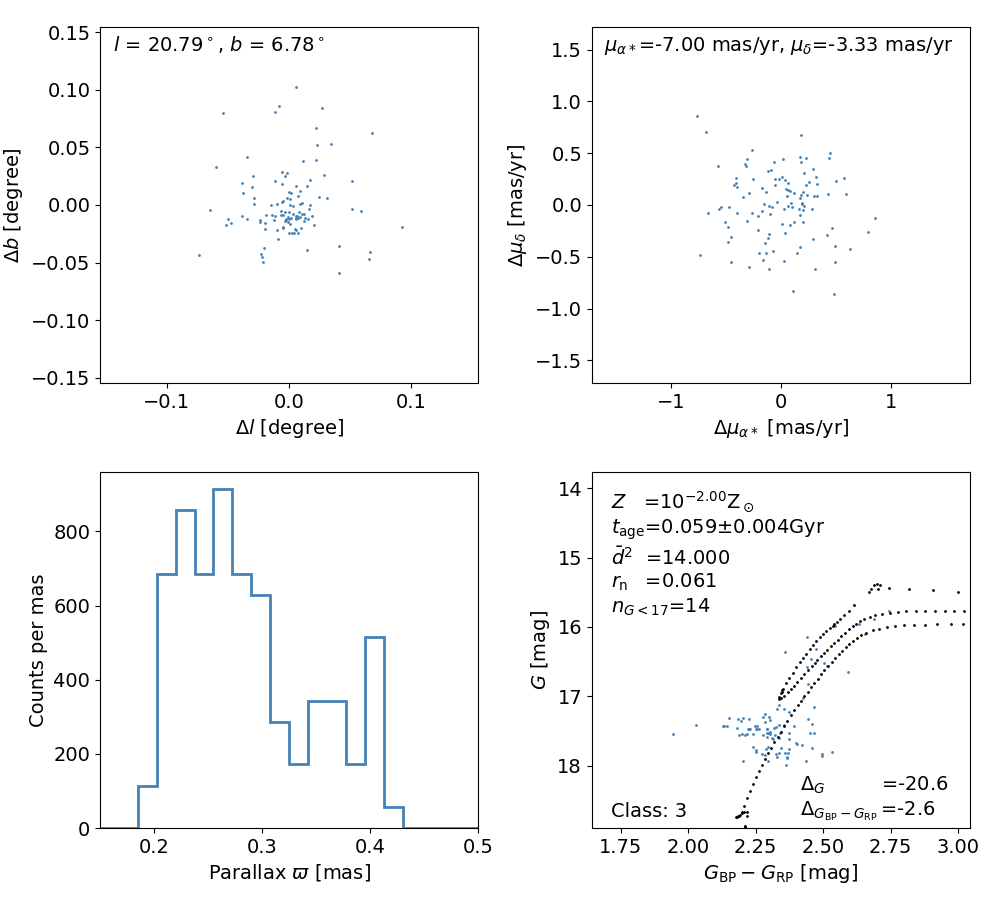 l = 20.79°, b = 6.78°
0.15
0.10
0.05
0.00
−0.05
−0.10
−0.15
Δb [degree]
−0.1 0.0 0.1
Δl [degree]
μα∗=-7.00 mas/yr, μδ=-3.33 mas/yr
1.5
1.0
0.5
0.0
−0.5
−1.0
−1.5
Δμδ [mas/yr]
−1 0 1
Δμα∗ [mas/yr]
800
600
400
200
0
Counts per mas
0.2 0.3 0.4 0.5
Parallax ϖ [mas]
Z =10−2.00Z⊙
tage=0.059±0.004Gyr
d̄2 =14.000
rn =0.061
nG<17=14
14
15
16
17
18
G [mag]
ΔG =-20.6
Class: 3 ΔGBP−GRP=-2.6
1.75 2.00 2.25 2.50 2.75 3.00
GBP − GRP [mag]